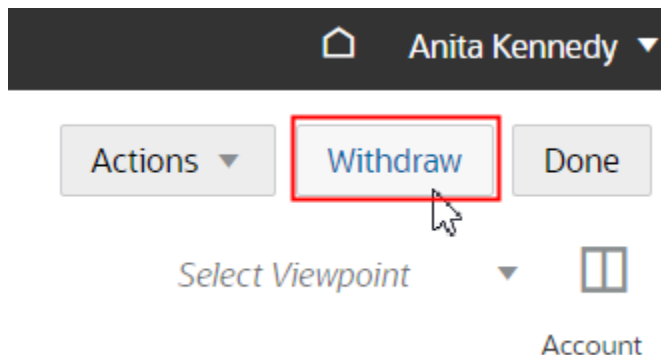 Anita Kennedy
Actions Withdraw Done
Select Viewpoint
Account